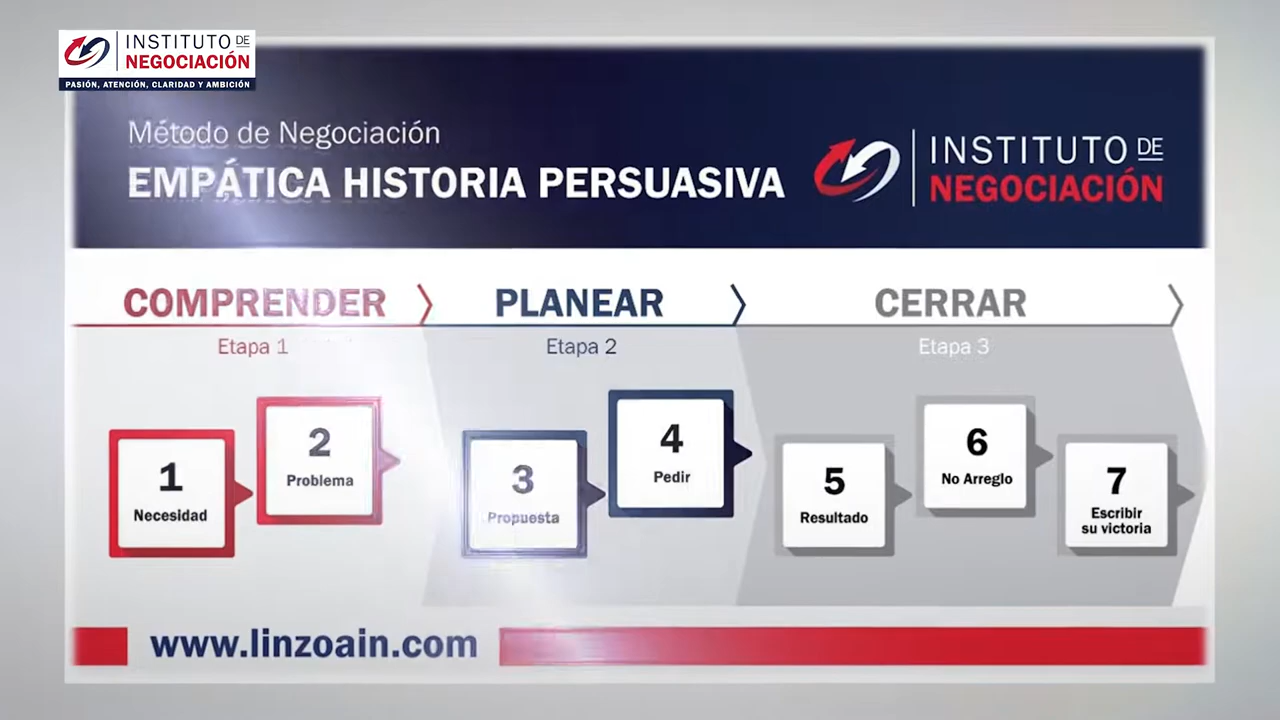 INSTITUTO DE
NEGOCIACIÓN
PASIÓN, ATENCIÓN, CLARIDAD Y AMBICIÓN
Método de Negociación
EMPÁTICA HISTORIA PERSUASIVA
INSTITUTO DE
NEGOCIACIÓN
COMPRENDER
PLANEAR
CERRAR
Etapa 1
Etapa 2
Etapa 3
1
Necesidad
2
Problema
3
Propuesta
4
Pedir
5
Resultado
6
No Arreglo
7
Escribir
su victoria
www.linzoain.com